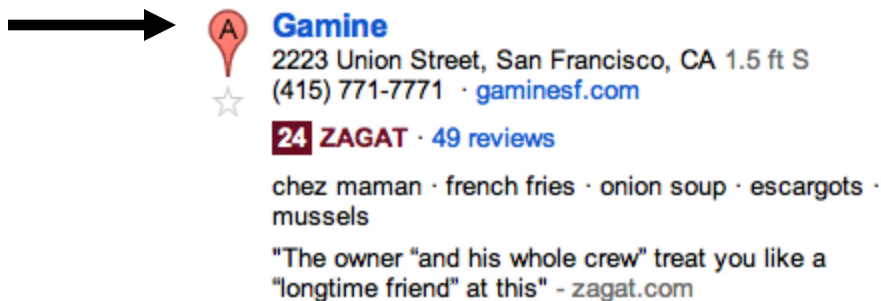 A
Gamine
2223 Union Street, San Francisco, CA 1.5 ft S
(415) 771-7771 · gaminesf.com
24 ZAGAT · 49 reviews
chez maman · french fries · onion soup · escargots ·
mussels
"The owner “and his whole crew” treat you like a
“longtime friend” at this" - zagat.com